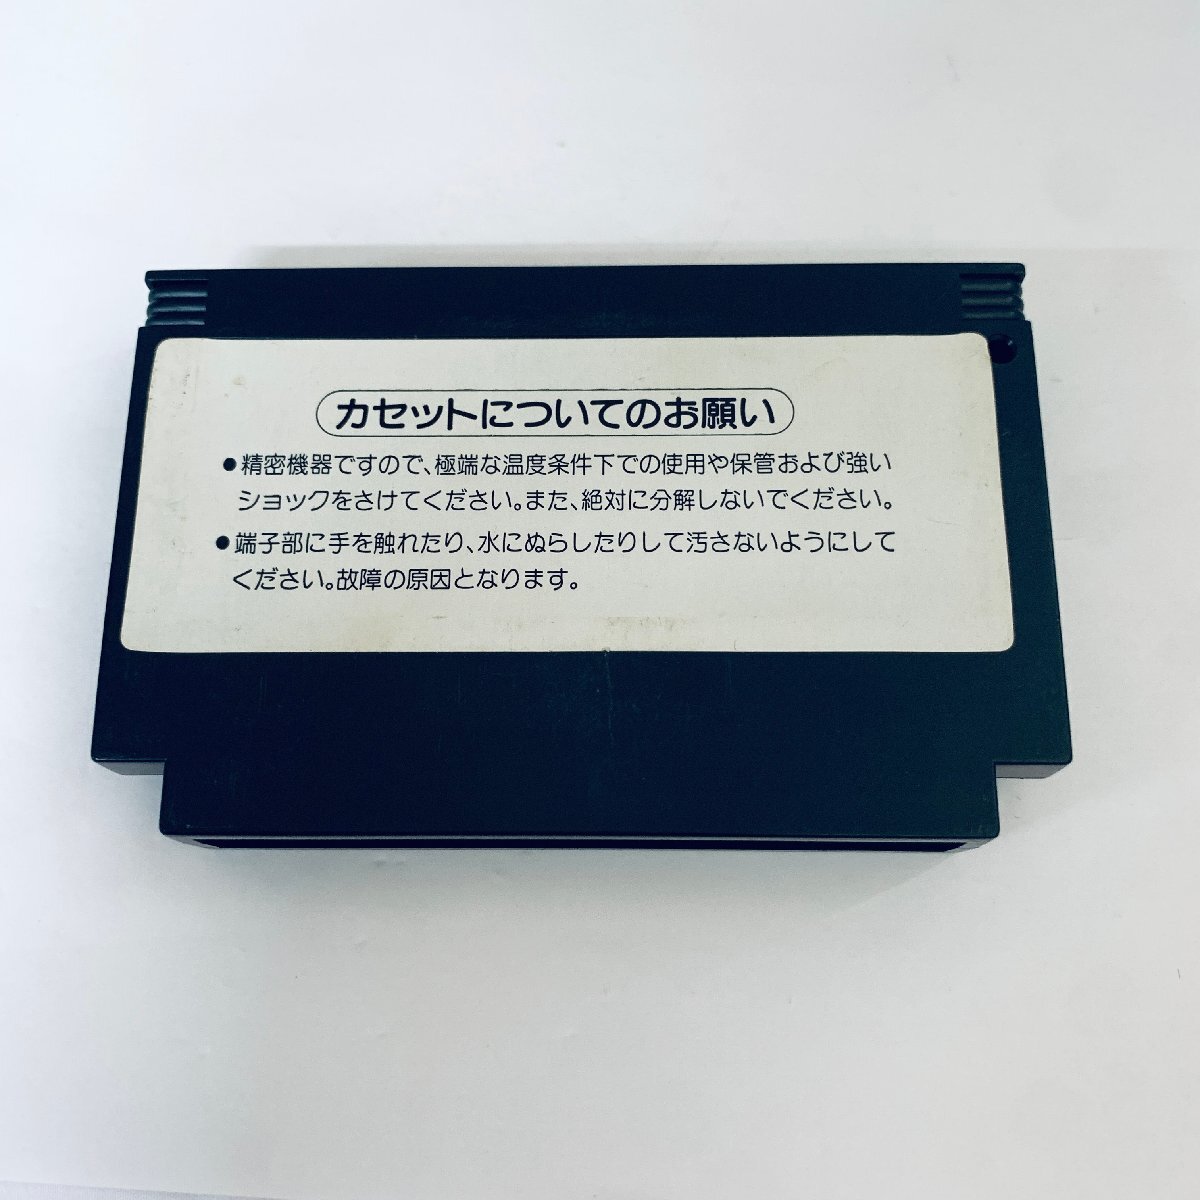 カセットについてのお願い
●精密機器ですので、極端な温度条件下での使用や保管および強い
ショックをさけてください。また、絶対に分解しないでください。
●端子部に手を触れたり、水にぬらしたりして汚さないようにして
ください。故障の原因となります。